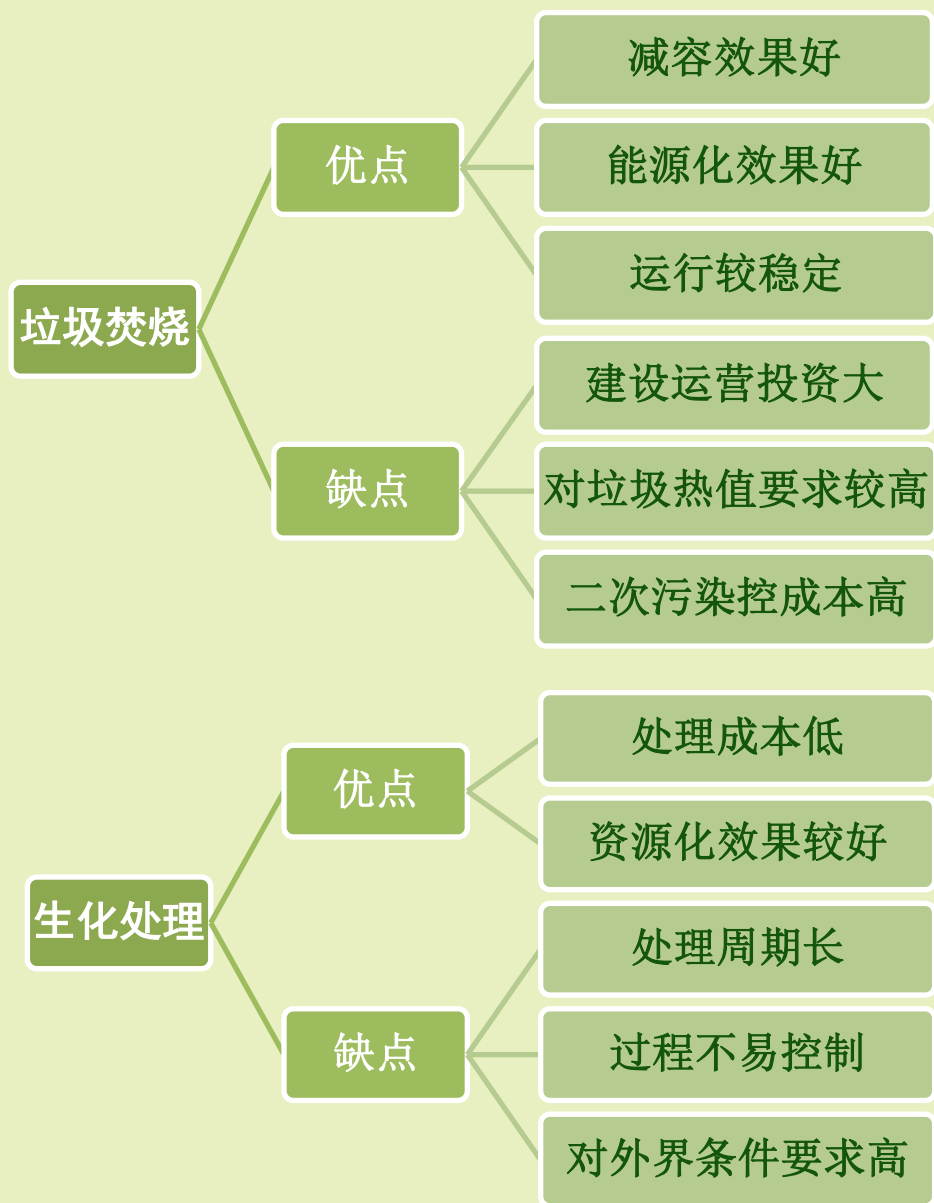 垃圾焚烧
优点
减容效果好
能源化效果好
运行较稳定
缺点
建设运营投资大
对垃圾热值要求较高
二次污染控成本高
生化处理
优点
处理成本低
资源化效果较好
缺点
处理周期长
过程不易控制
对外界条件要求高